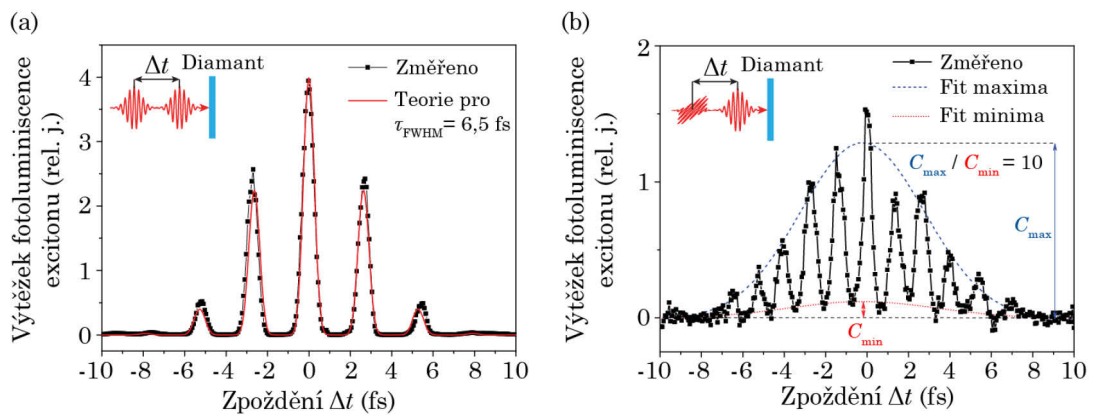 (a)
Výtěžek fotoluminiscence
excitonu (rel. j.)
4
3
2
1
0
Δt
Diamant
Změřeno
Teorie pro
τFWHM= 6,5 fs
-10 -8 -6 -4 -2 0 2 4 6 8 10
Zpoždění Δt (fs)
(b)
Výtěžek fotoluminiscence
excitonu (rel. j.)
2
1
0
Δt
Diamant
Změřeno
Fit maxima
Fit minima
Cmax / Cmin = 10
Cmax
Cmin
-10 -8 -6 -4 -2 0 2 4 6 8 10
Zpoždění Δt (fs)